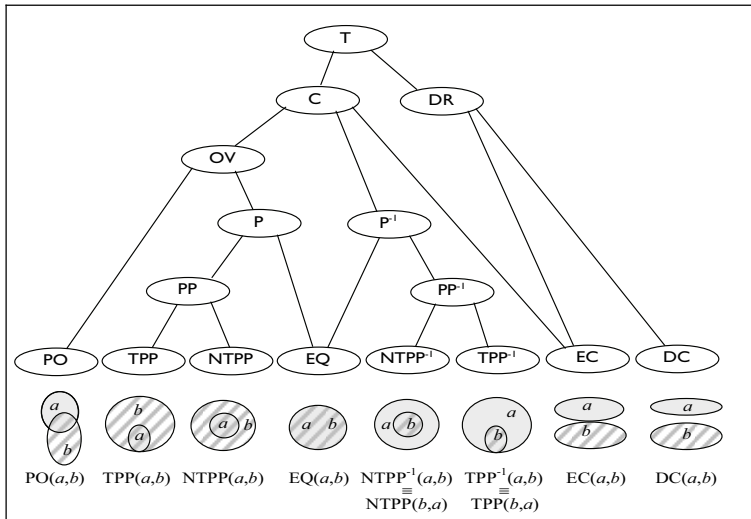 T
C DR
OV
P P⁻¹
PP PP⁻¹
PO TPP NTPP EQ NTPP⁻¹ TPP⁻¹ EC DC
a b b a a b a b a b a b a b a b
PO(a,b) TPP(a,b) NTPP(a,b) EQ(a,b) NTPP⁻¹(a,b) TPP⁻¹(a,b) EC(a,b) DC(a,b)
≡ ≡
NTPP(b,a) TPP(b,a)